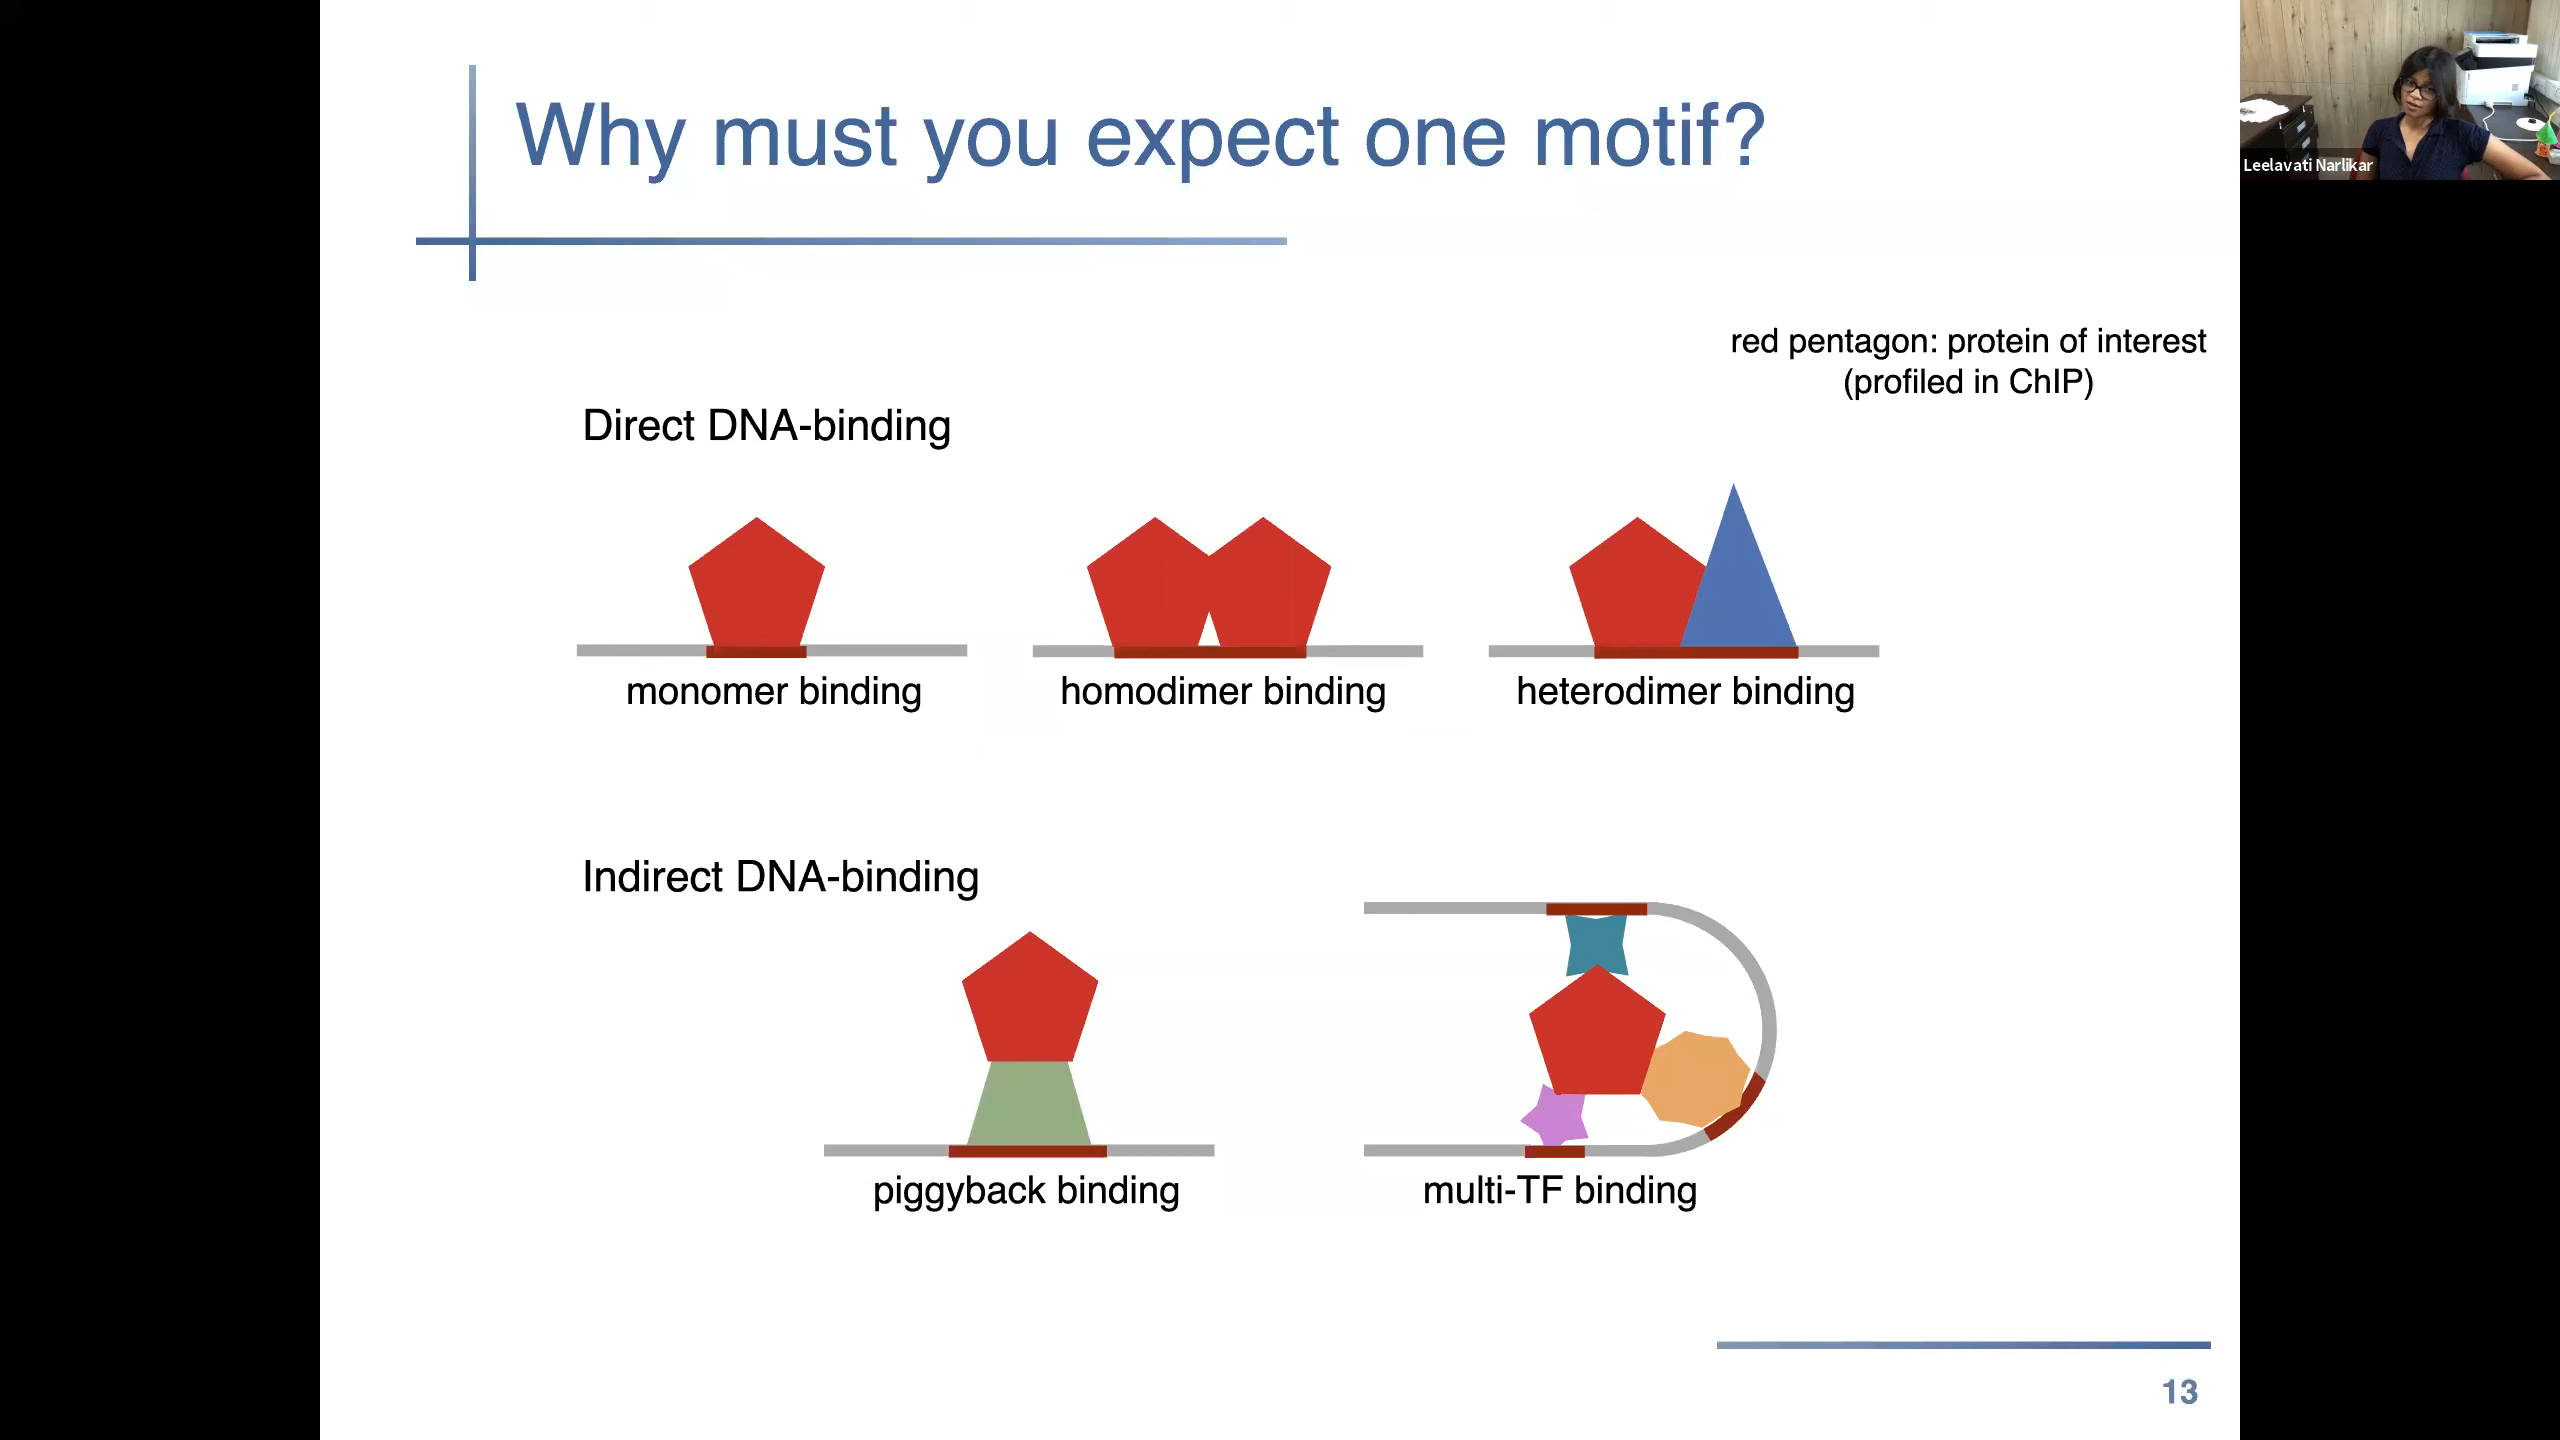 Why must you expect one motif?
Leelavati Narlikar
red pentagon: protein of interest
(profiled in ChIP)
Direct DNA-binding
monomer binding
homodimer binding
heterodimer binding
Indirect DNA-binding
piggyback binding
multi-TF binding
13